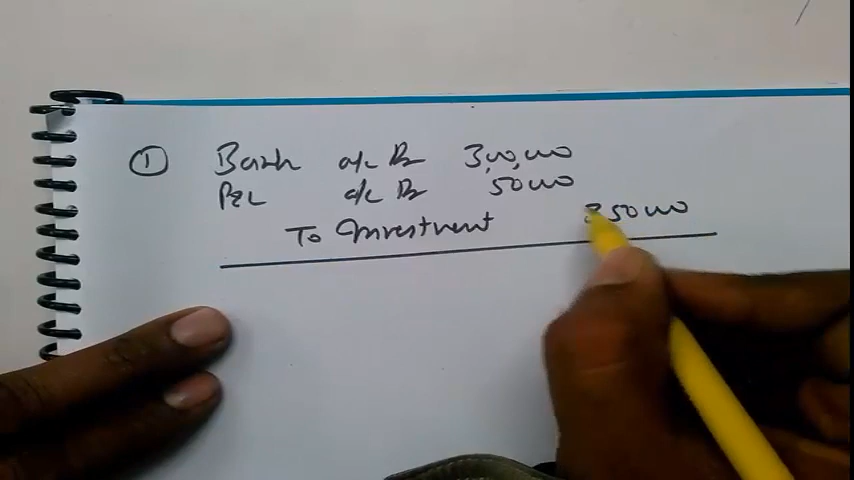 ① Bank a/c Dr 3,00,000
P&L a/c Dr 50000
To Investment 350000